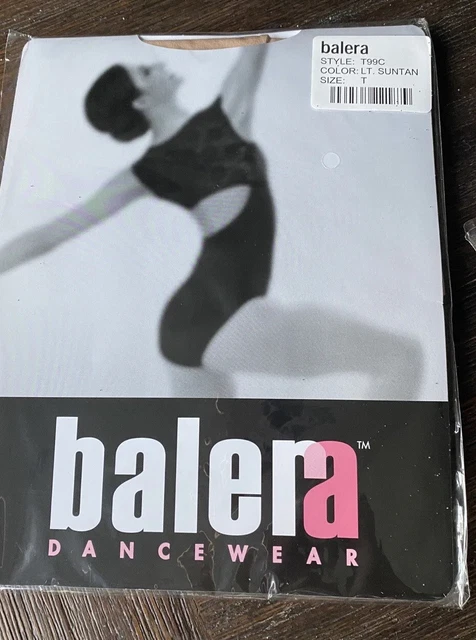 balera
STYLE: T99C
COLOR: LT. SUNTAN
SIZE: T
balera™
DANCEWEAR